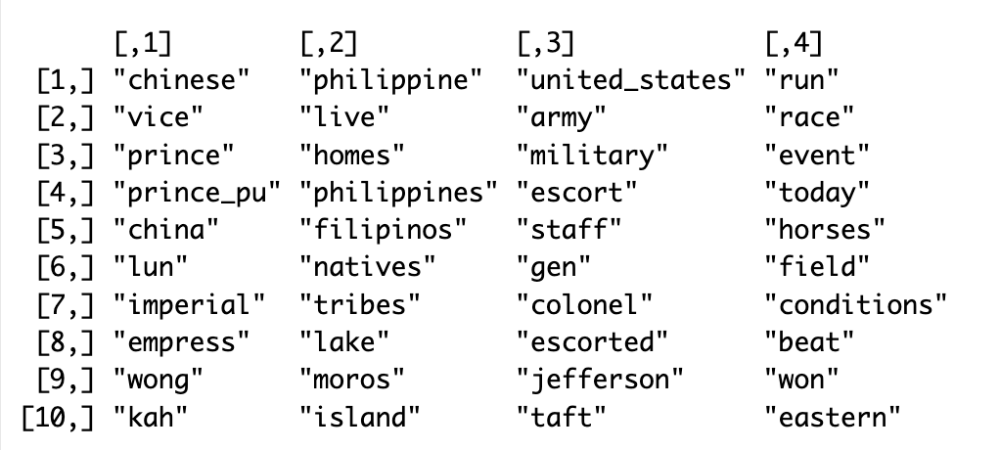 [,1] [,2] [,3] [,4]
[1,] "chinese" "philippine" "united_states" "run"
[2,] "vice" "live" "army" "race"
[3,] "prince" "homes" "military" "event"
[4,] "prince_pu" "philippines" "escort" "today"
[5,] "china" "filipinos" "staff" "horses"
[6,] "lun" "natives" "gen" "field"
[7,] "imperial" "tribes" "colonel" "conditions"
[8,] "empress" "lake" "escorted" "beat"
[9,] "wong" "moros" "jefferson" "won"
[10,] "kah" "island" "taft" "eastern"